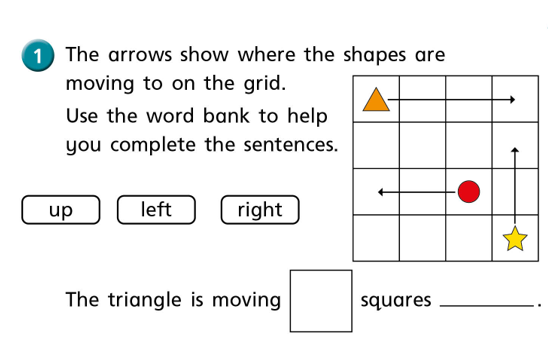 1 The arrows show where the shapes are
moving to on the grid.
Use the word bank to help
you complete the sentences.
up left right
The triangle is moving squares ________.